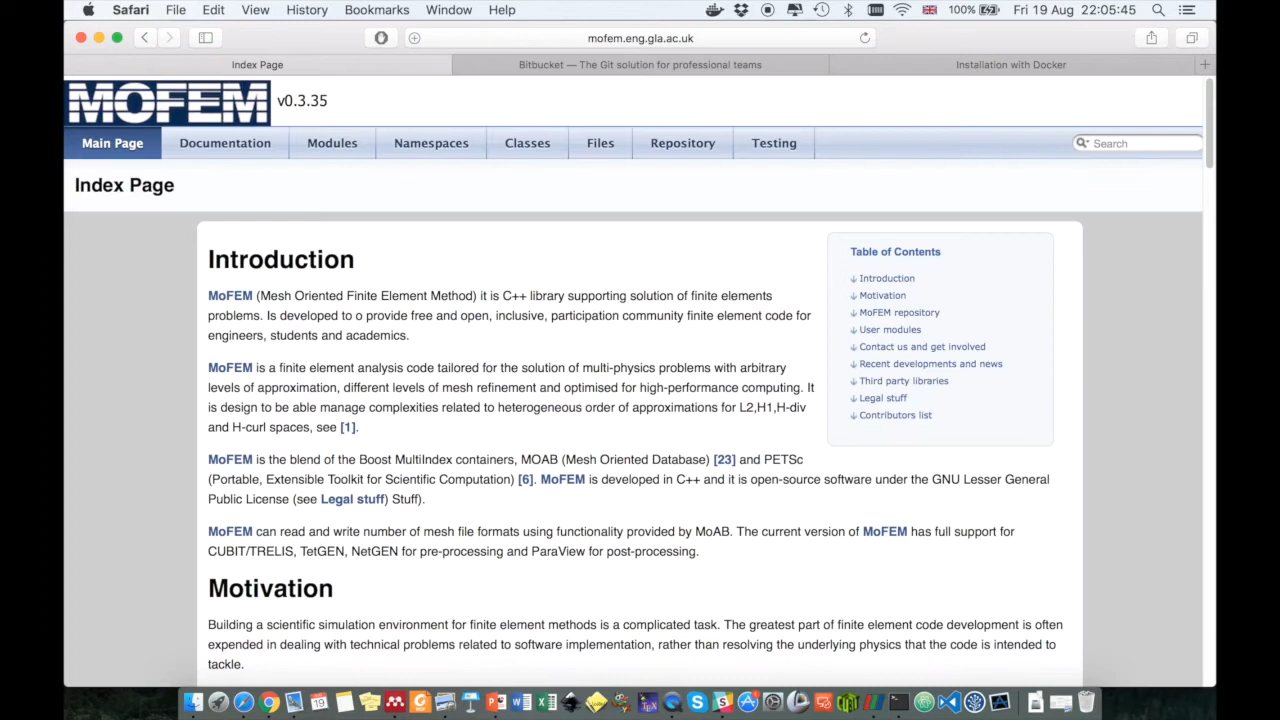 Safari File Edit View History Bookmarks Window Help 100% Fri 19 Aug 22:05:45
mofem.eng.gla.ac.uk
Index Page Bitbucket — The Git solution for professional teams Installation with Docker
MOFEM v0.3.35
Main Page Documentation Modules Namespaces Classes Files Repository Testing Search
Index Page
Introduction
MoFEM (Mesh Oriented Finite Element Method) it is C++ library supporting solution of finite elements
problems. Is developed to o provide free and open, inclusive, participation community finite element code for
engineers, students and academics.
MoFEM is a finite element analysis code tailored for the solution of multi-physics problems with arbitrary
levels of approximation, different levels of mesh refinement and optimised for high-performance computing. It
is design to be able manage complexities related to heterogeneous order of approximations for L2,H1,H-div
and H-curl spaces, see [1].
Table of Contents
Introduction
Motivation
MoFEM repository
User modules
Contact us and get involved
Recent developments and news
Third party libraries
Legal stuff
Contributors list
MoFEM is the blend of the Boost MultiIndex containers, MOAB (Mesh Oriented Database) [23] and PETSc
(Portable, Extensible Toolkit for Scientific Computation) [6]. MoFEM is developed in C++ and it is open-source software under the GNU Lesser General
Public License (see Legal stuff) Stuff).
MoFEM can read and write number of mesh file formats using functionality provided by MoAB. The current version of MoFEM has full support for
CUBIT/TRELIS, TetGEN, NetGEN for pre-processing and ParaView for post-processing.
Motivation
Building a scientific simulation environment for finite element methods is a complicated task. The greatest part of finite element code development is often
expended in dealing with technical problems related to software implementation, rather than resolving the underlying physics that the code is intended to
tackle.